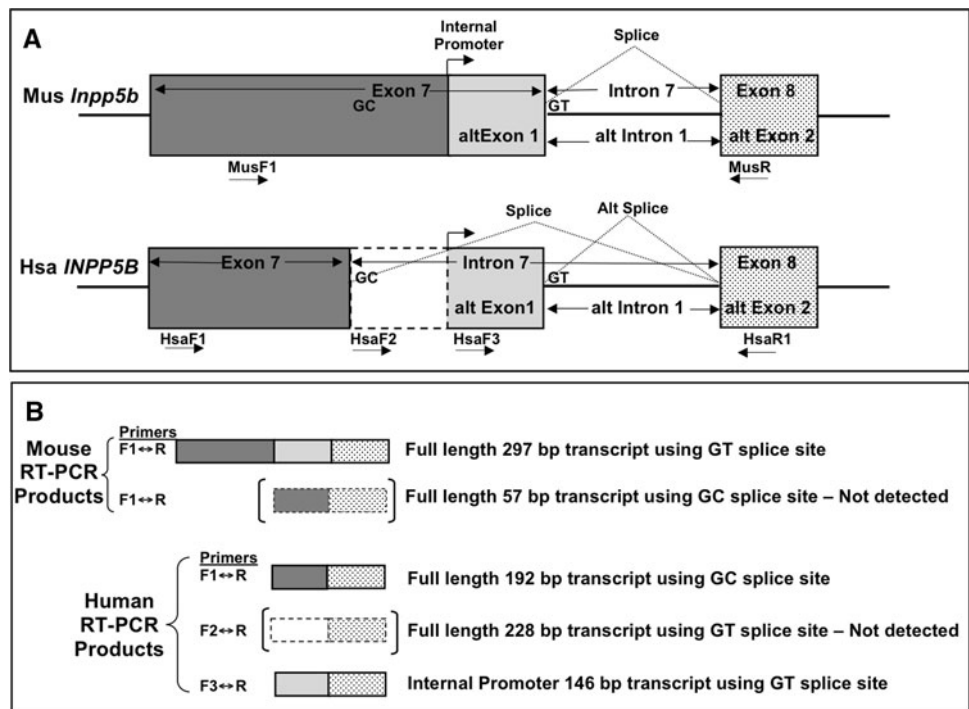 A
Internal
Promoter
Splice
Mus Inpp5b
Exon 7
Intron 7
Exon 8
GC
GT
altExon 1
alt Intron 1
alt Exon 2
MusF1
MusR
Splice
Alt Splice
Hsa INPP5B
Exon 7
Intron 7
Exon 8
GC
GT
alt Exon1
alt Intron 1
alt Exon 2
HsaF1
HsaF2
HsaF3
HsaR1
B
Mouse
RT-PCR
Products
Primers
F1↔R
Full length 297 bp transcript using GT splice site
F1↔R
Full length 57 bp transcript using GC splice site – Not detected
Human
RT-PCR
Products
Primers
F1↔R
Full length 192 bp transcript using GC splice site
F2↔R
Full length 228 bp transcript using GT splice site – Not detected
F3↔R
Internal Promoter 146 bp transcript using GT splice site